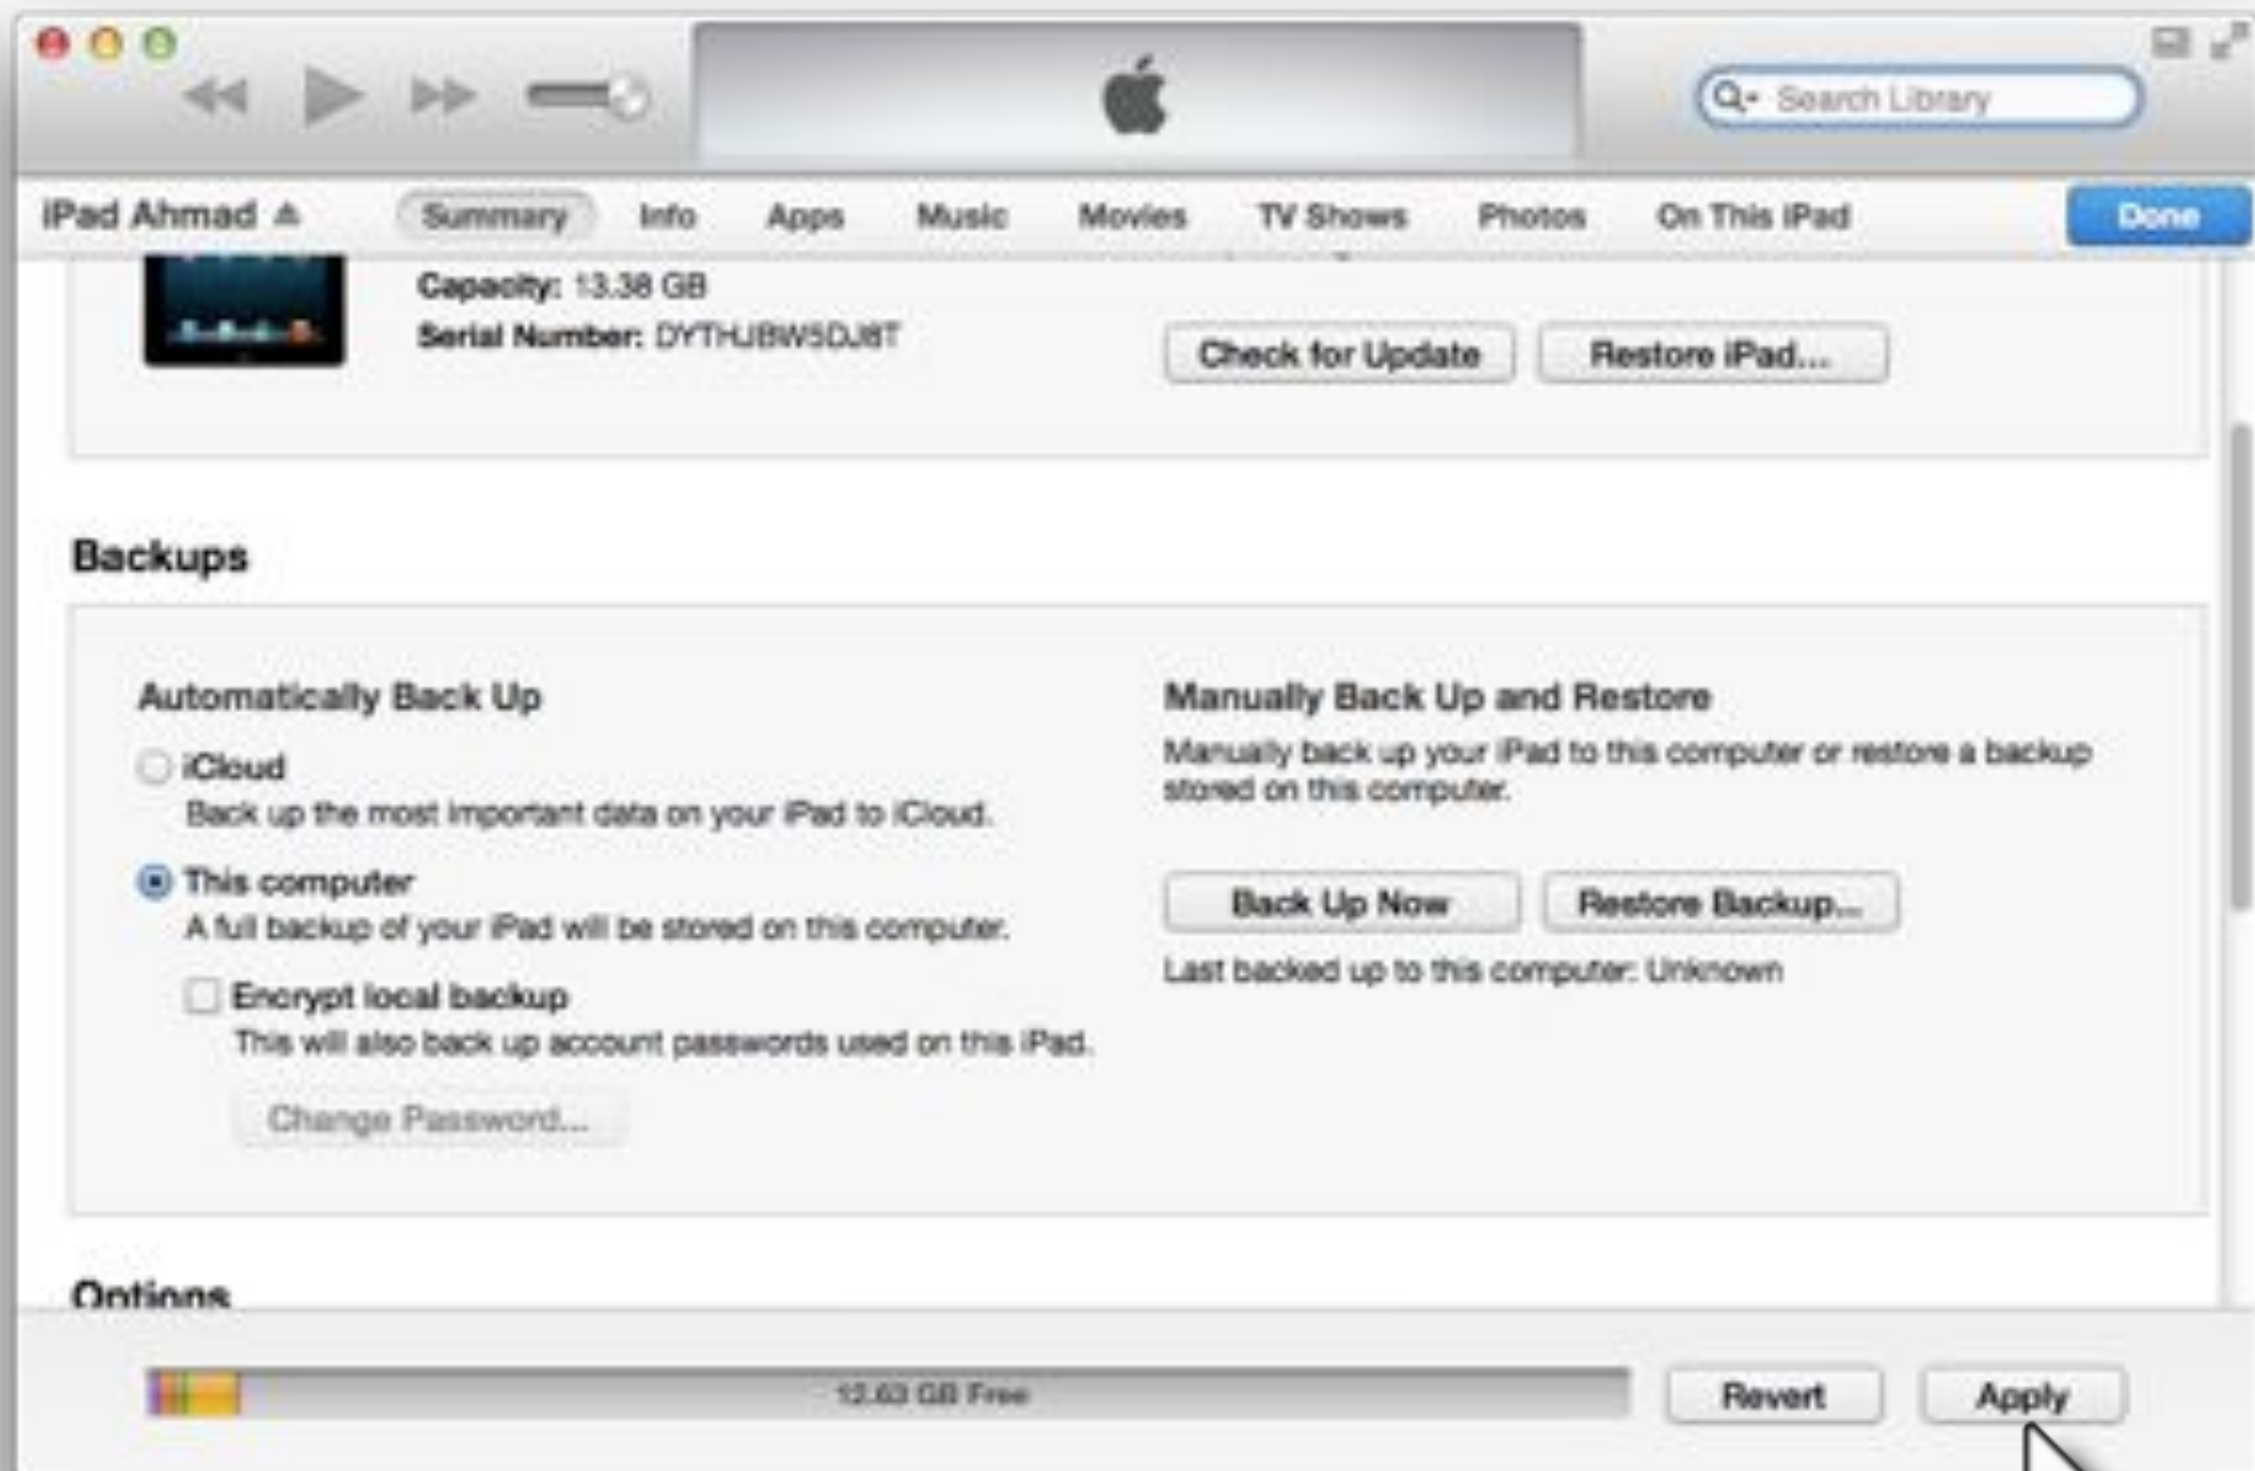 Search Library
iPad Ahmad
Summary
Info
Apps
Music
Movies
TV Shows
Photos
On This iPad
Done
Capacity: 13.38 GB
Serial Number: DYTHJBW5DJ8T
Check for Update
Restore iPad...
Backups
Automatically Back Up
iCloud
Back up the most important data on your iPad to iCloud.
This computer
A full backup of your iPad will be stored on this computer.
Encrypt local backup
This will also back up account passwords used on this iPad.
Change Password...
Manually Back Up and Restore
Manually back up your iPad to this computer or restore a backup
stored on this computer.
Back Up Now
Restore Backup...
Last backed up to this computer: Unknown
Options
12.63 GB Free
Revert
Apply